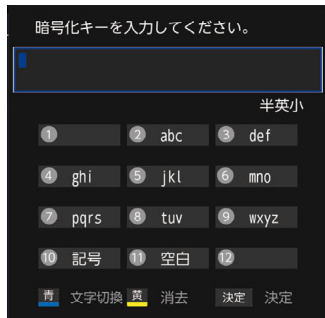 暗号化キーを入力してください。
半英小
① ② abc ③ def
④ ghi ⑤ jkl ⑥ mno
⑦ pqrs ⑧ tuv ⑨ wxyz
⑩ 記号 ⑪ 空白 ⑫
青 文字切換 黄 消去 決定 決定